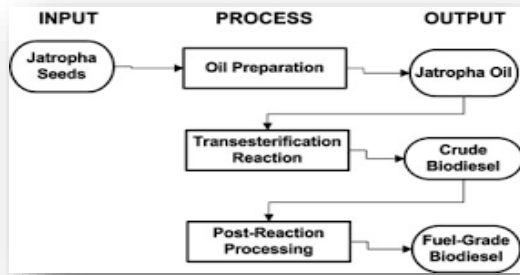 INPUT PROCESS OUTPUT
Jatropha
Seeds
Oil Preparation
Jatropha Oil
Transesterification
Reaction
Crude
Biodiesel
Post-Reaction
Processing
Fuel-Grade
Biodiesel